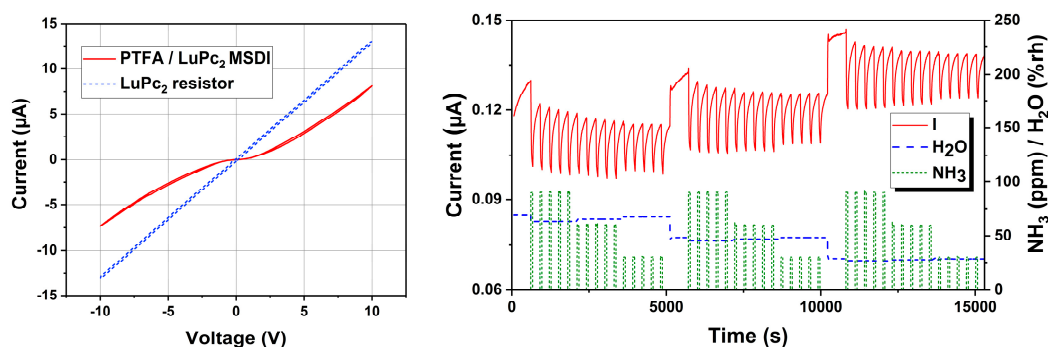 15
10
5
0
-5
-10
15
Current (µA)
PTFA / LuPc₂ MSDI
LuPc₂ resistor
-10
-5
0
5
10
Voltage (V)
0.15
0.12
0.09
0.06
Current (µA)
250
200
150
100
50
0
NH₃ (ppm) / H₂O (%rh)
I
H₂O
NH₃
0
5000
10000
15000
Time (s)